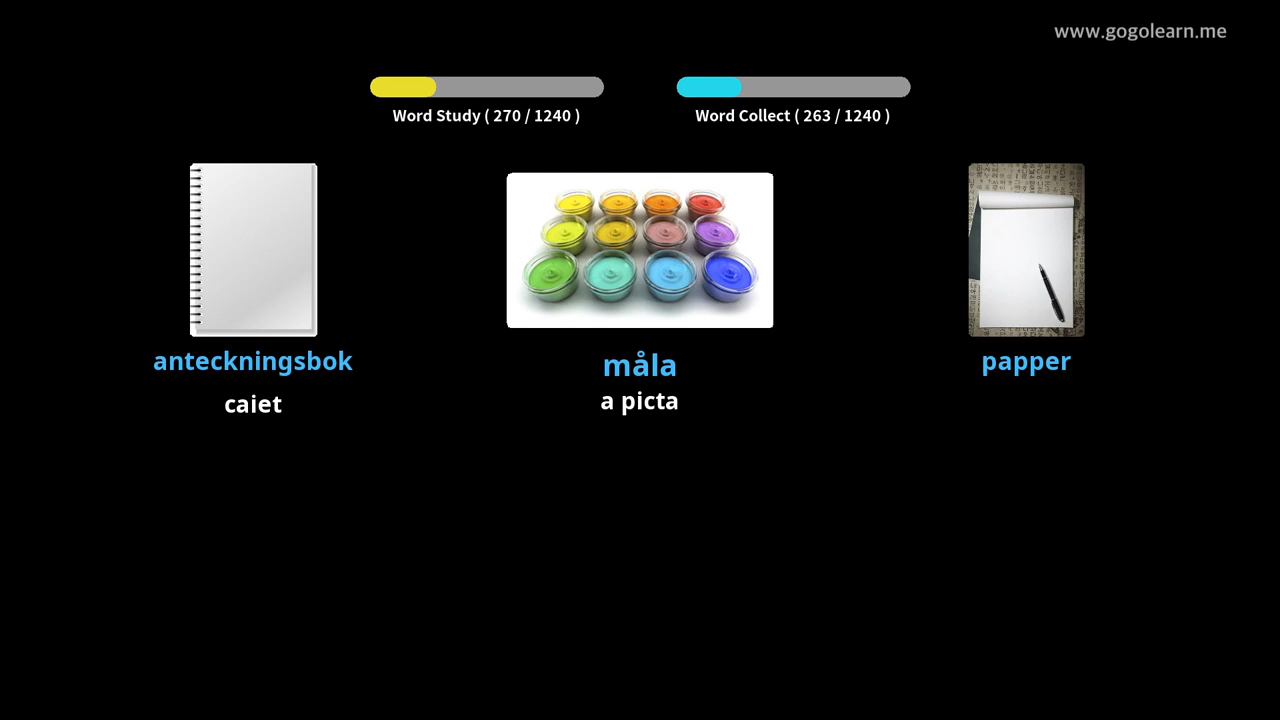 www.gogolearn.me
Word Study ( 270 / 1240 )
Word Collect ( 263 / 1240 )
anteckningsbok
caiet
måla
a picta
papper